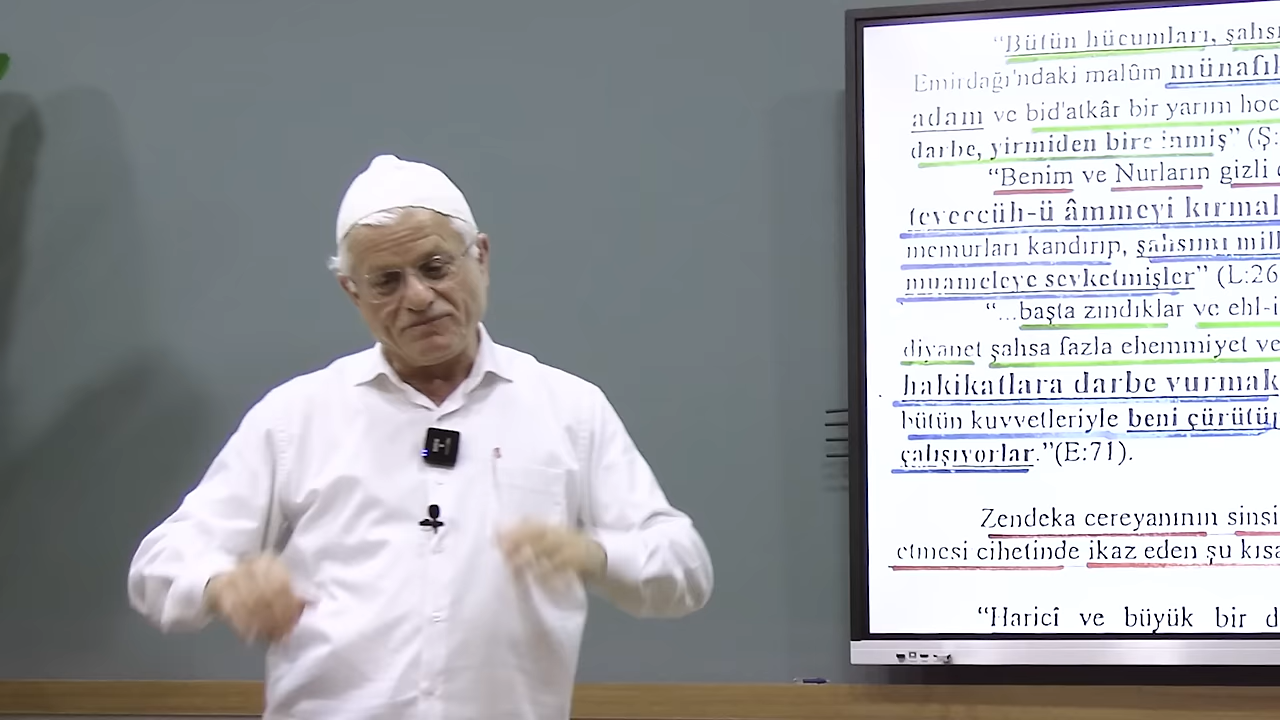 “Bütün hücumları, şahsı
Emirdağı'ndaki malûm münafık
adam ve bid'atkâr bir yarım hoc
darbe, yirmiden bire inmiş” (Ş:
“Benim ve Nurların gizli
teveccüh-ü âmmeyi kırmak
memurları kandırıp, şahsımı mill
muameleye sevketmişler” (L:26
“...başta zındıklar ve ehl-i
diyanet şahsa fazla ehemmiyet ve
hakikatlara darbe vurmak
bütün kuvvetleriyle beni çürütü
çalışıyorlar.”(E:71).
Zendeka cereyanının sinsi
etmesi cihetinde ikaz eden şu kısa
“Haricî ve büyük bir d